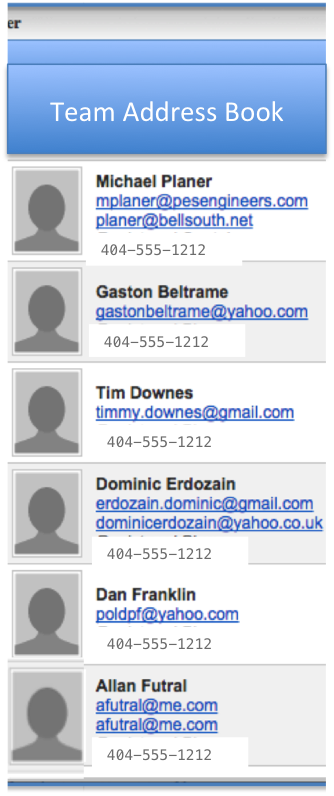 er
Team Address Book
Michael Planer
mplaner@pesengineers.com
planer@bellsouth.net
404-555-1212
Gaston Beltrame
gastonbeltrame@yahoo.com
404-555-1212
Tim Downes
timmy.downes@gmail.com
404-555-1212
Dominic Erdozain
erdozain.dominic@gmail.com
dominicerdozain@yahoo.co.uk
404-555-1212
Dan Franklin
poldpf@yahoo.com
404-555-1212
Allan Futral
afutral@me.com
afutral@me.com
404-555-1212